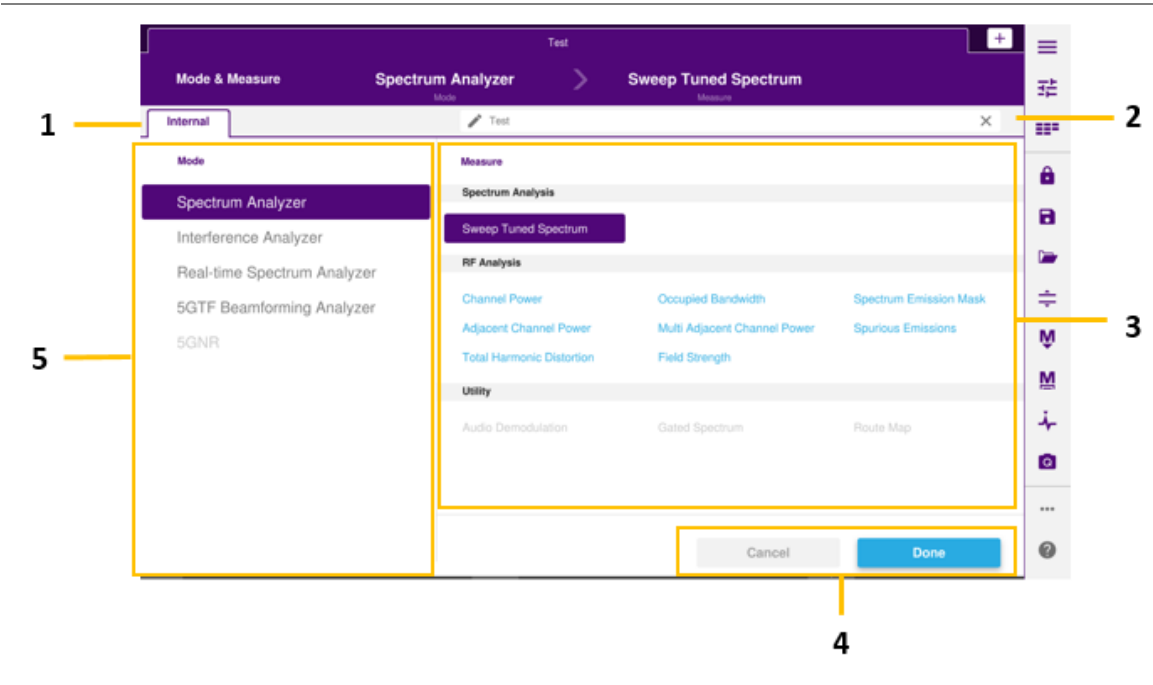 Test
+
Mode & Measure Spectrum Analyzer Sweep Tuned Spectrum
Mode Measure
1 Internal Test 2
Mode Measure
Spectrum Analysis
Spectrum Analyzer
Sweep Tuned Spectrum
Interference Analyzer
RF Analysis
Real-time Spectrum Analyzer
Channel Power Occupied Bandwidth Spectrum Emission Mask
5GTF Beamforming Analyzer
Adjacent Channel Power Multi Adjacent Channel Power Spurious Emissions 3
5GNR
Total Harmonic Distortion Field Strength
5
Utility
Audio Demodulation Gated Spectrum Route Map
M
M
Cancel Done
?
4